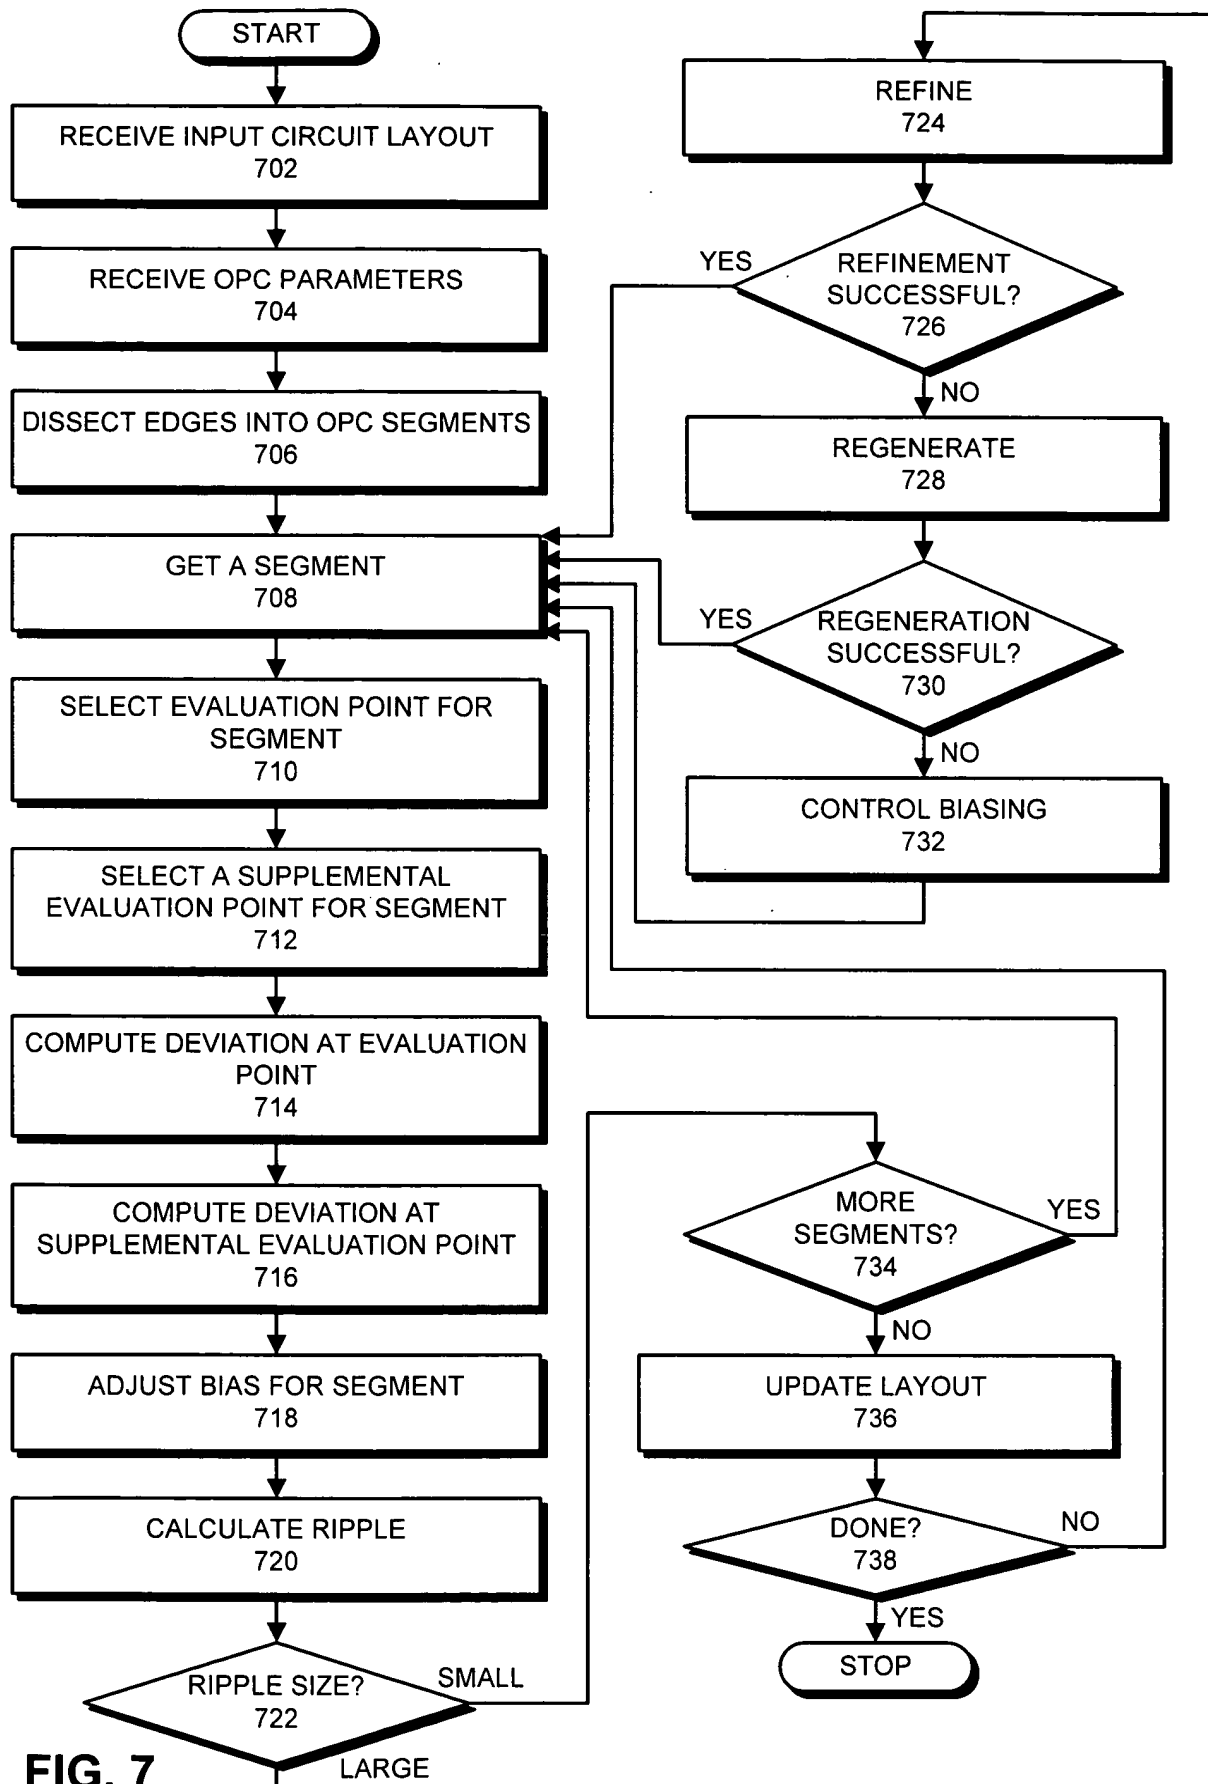 START
RECEIVE INPUT CIRCUIT LAYOUT
702
RECEIVE OPC PARAMETERS
704
DISSECT EDGES INTO OPC SEGMENTS
706
GET A SEGMENT
708
SELECT EVALUATION POINT FOR
SEGMENT
710
SELECT A SUPPLEMENTAL
EVALUATION POINT FOR SEGMENT
712
COMPUTE DEVIATION AT EVALUATION
POINT
714
COMPUTE DEVIATION AT
SUPPLEMENTAL EVALUATION POINT
716
ADJUST BIAS FOR SEGMENT
718
CALCULATE RIPPLE
720
RIPPLE SIZE?
722
SMALL
LARGE
REFINE
724
REFINEMENT
SUCCESSFUL?
726
YES
NO
REGENERATE
728
REGENERATION
SUCCESSFUL?
730
YES
NO
CONTROL BIASING
732
MORE
SEGMENTS?
734
YES
NO
UPDATE LAYOUT
736
DONE?
738
NO
YES
STOP
FIG. 7